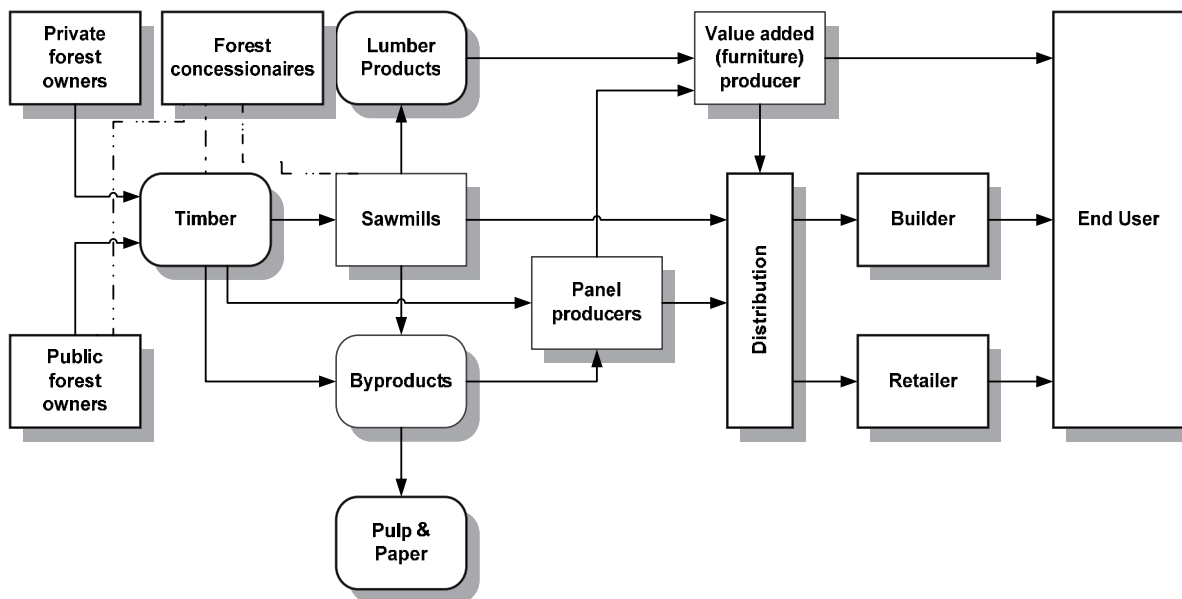 Private
forest
owners
Forest
concessionaires
Lumber
Products
Value added
(furniture)
producer
Timber
Sawmills
Builder
End User
Panel
producers
Distribution
Public
forest
owners
Byproducts
Retailer
Pulp &
Paper